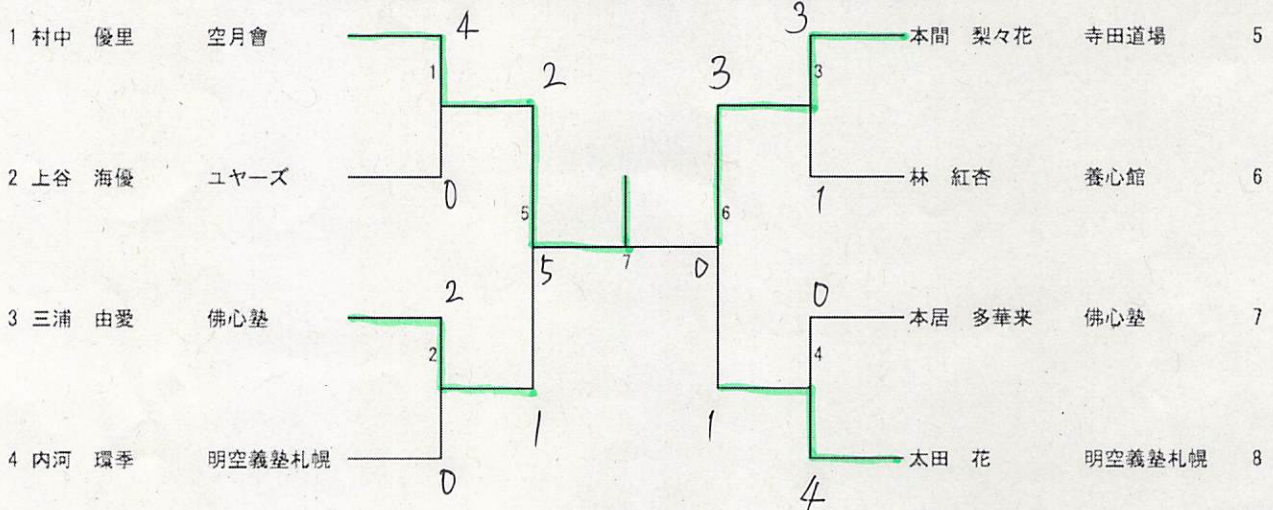 4 3
1 村中 優里 空月會 本間 梨々花 寺田道場 5
1 3
2 3
2 上谷 海優 ユヤーズ 林 紅杏 養心館 6
0 1
5 6
5 7 0
2 0
3 三浦 由愛 佛心塾 本居 多華来 佛心塾 7
2 4
1 1
4 内河 環季 明空義塾札幌 太田 花 明空義塾札幌 8
0 4